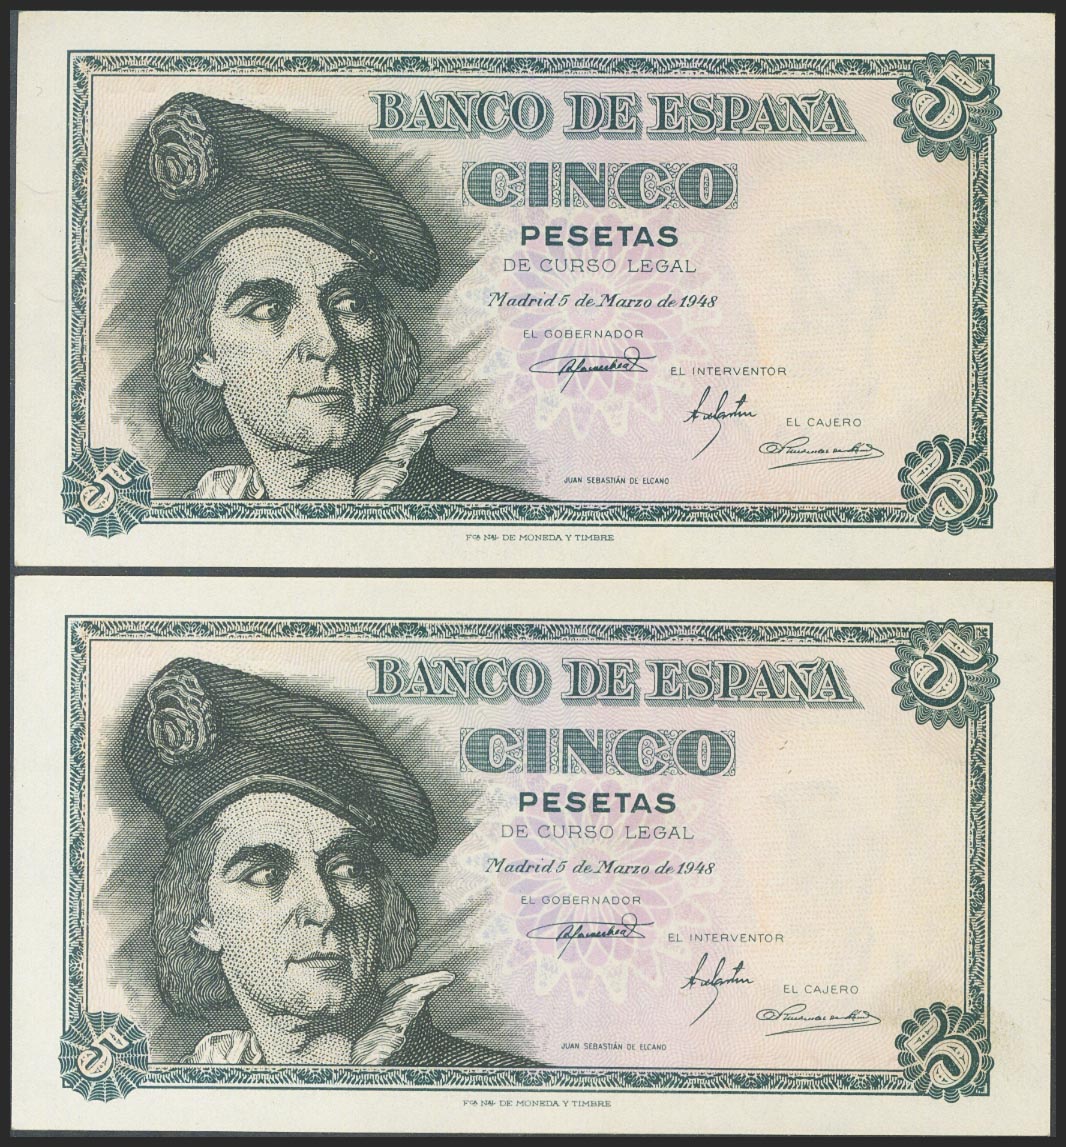 BANCO DE ESPAÑA
5
CINCO
PESETAS
DE CURSO LEGAL
Madrid 5 de Marzo de 1948
EL GOBERNADOR
EL INTERVENTOR
EL CAJERO
JUAN SEBASTIÁN DE ELCANO
5
5
Fca Nal. DE MONEDA Y TIMBRE
BANCO DE ESPAÑA
5
CINCO
PESETAS
DE CURSO LEGAL
Madrid 5 de Marzo de 1948
EL GOBERNADOR
EL INTERVENTOR
EL CAJERO
JUAN SEBASTIÁN DE ELCANO
5
5
Fca Nal. DE MONEDA Y TIMBRE